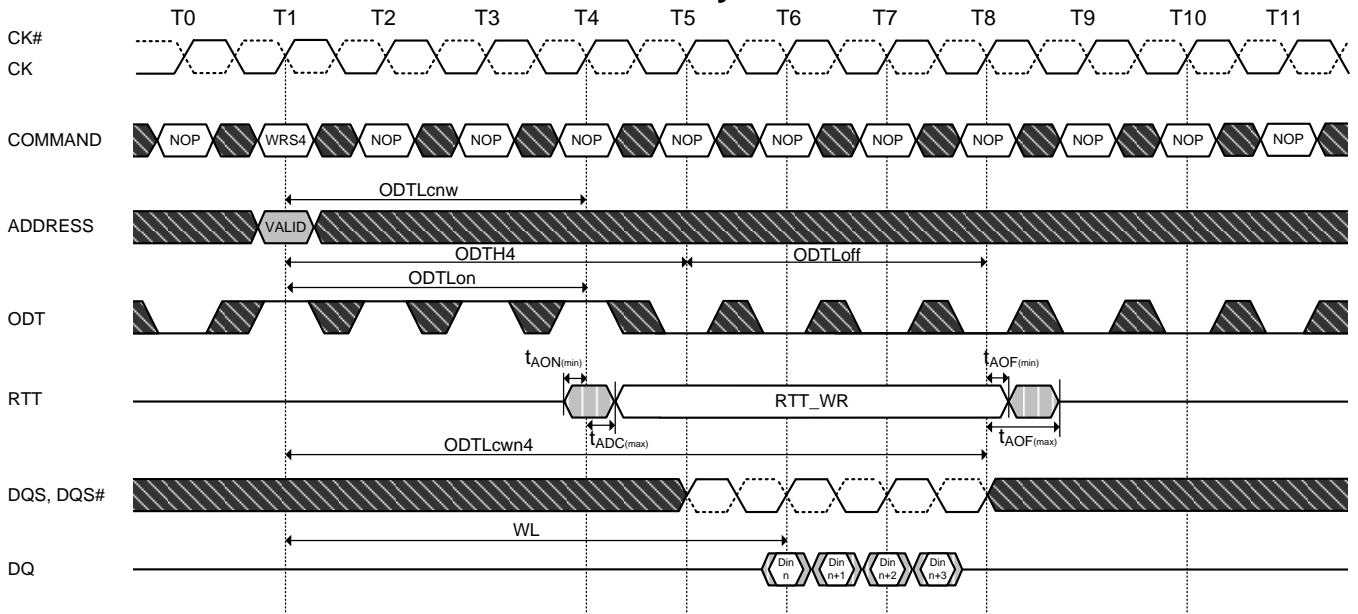 T0 T1 T2 T3 T4 T5 T6 T7 T8 T9 T10 T11
CK#
CK
COMMAND NOP WRS4 NOP NOP NOP NOP NOP NOP NOP NOP NOP NOP
ODTLcnw
ADDRESS VALID
ODTH4 ODTLoff
ODTLon
ODT
tAON(min) tAOF(min)
RTT RTT_WR
tADC(max) tAOF(max)
ODTLcwn4
DQS, DQS#
WL
DQ Din n Din n+1 Din n+2 Din n+3